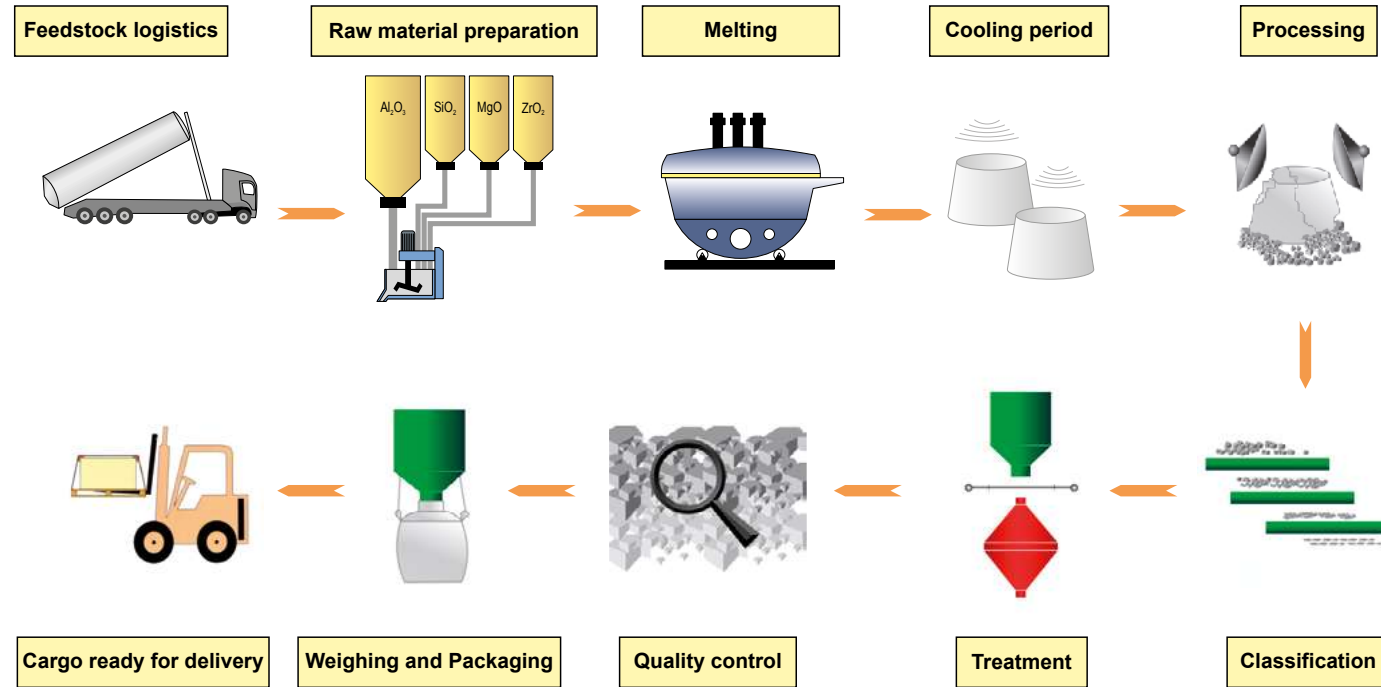 Feedstock logistics
Raw material preparation
Melting
Cooling period
Processing
Al₂O₃
SiO₂
MgO
ZrO₂
Cargo ready for delivery
Weighing and Packaging
Quality control
Treatment
Classification